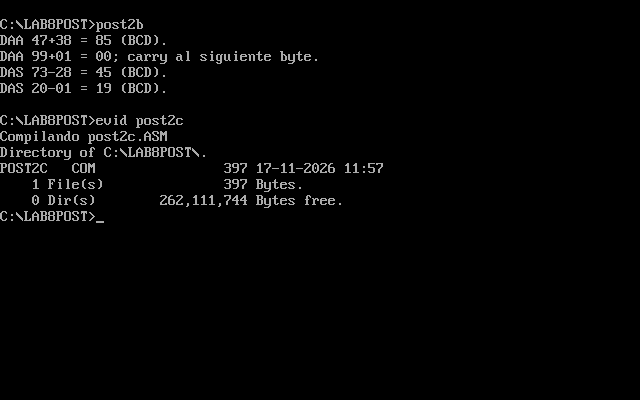 C:\LAB8POST>post2b
DAA 47+38 = 85 (BCD).
DAA 99+01 = 00; carry al siguiente byte.
DAS 73-28 = 45 (BCD).
DAS 20-01 = 19 (BCD).
C:\LAB8POST>evid post2c
Compilando post2c.ASM
Directory of C:\LAB8POST\.
POST2C   COM                397 17-11-2026 11:57
    1 File(s)               397 Bytes.
    0 Dir(s)        262,111,744 Bytes free.
C:\LAB8POST>_